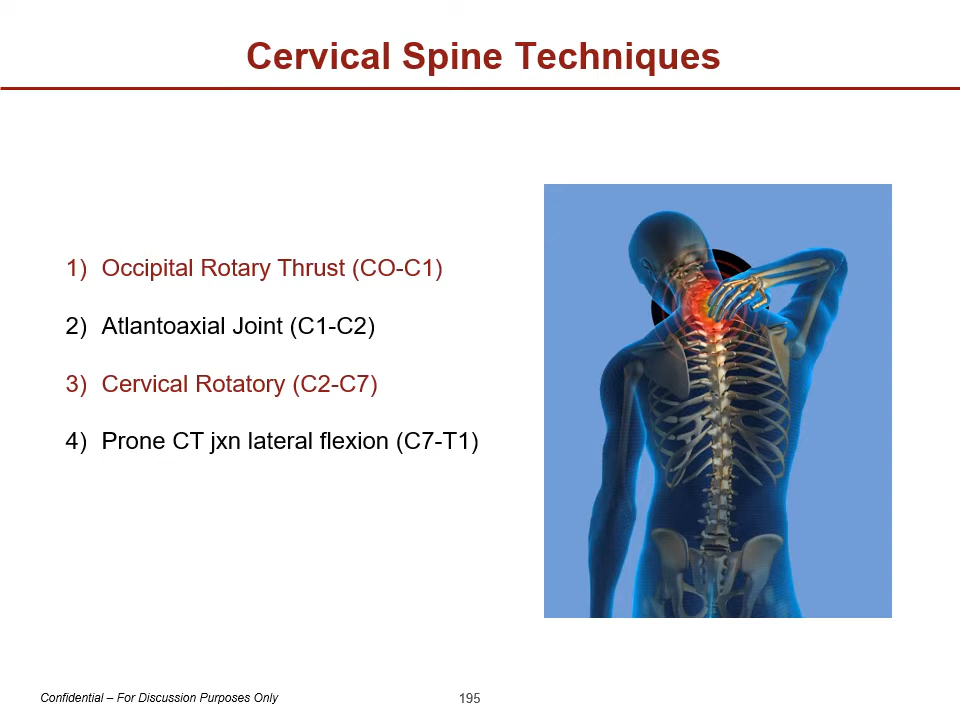 Cervical Spine Techniques
1) Occipital Rotary Thrust (CO-C1)
2) Atlantoaxial Joint (C1-C2)
3) Cervical Rotatory (C2-C7)
4) Prone CT jxn lateral flexion (C7-T1)
Confidential – For Discussion Purposes Only
195